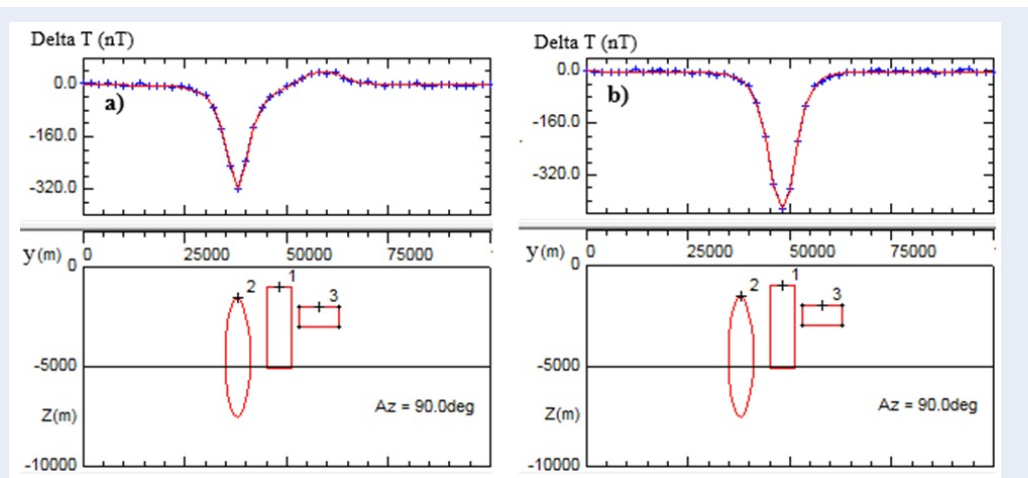 Delta T (nT)
0.0
-160.0
-320.0
a)
y(m) 0 25000 50000 75000
0
-5000
Z(m)
-10000
2
1
3
Az = 90.0deg
Delta T (nT)
0.0
-160.0
-320.0
b)
y(m) 0 25000 50000 75000
0
-5000
Z(m)
-10000
2
1
3
Az = 90.0deg